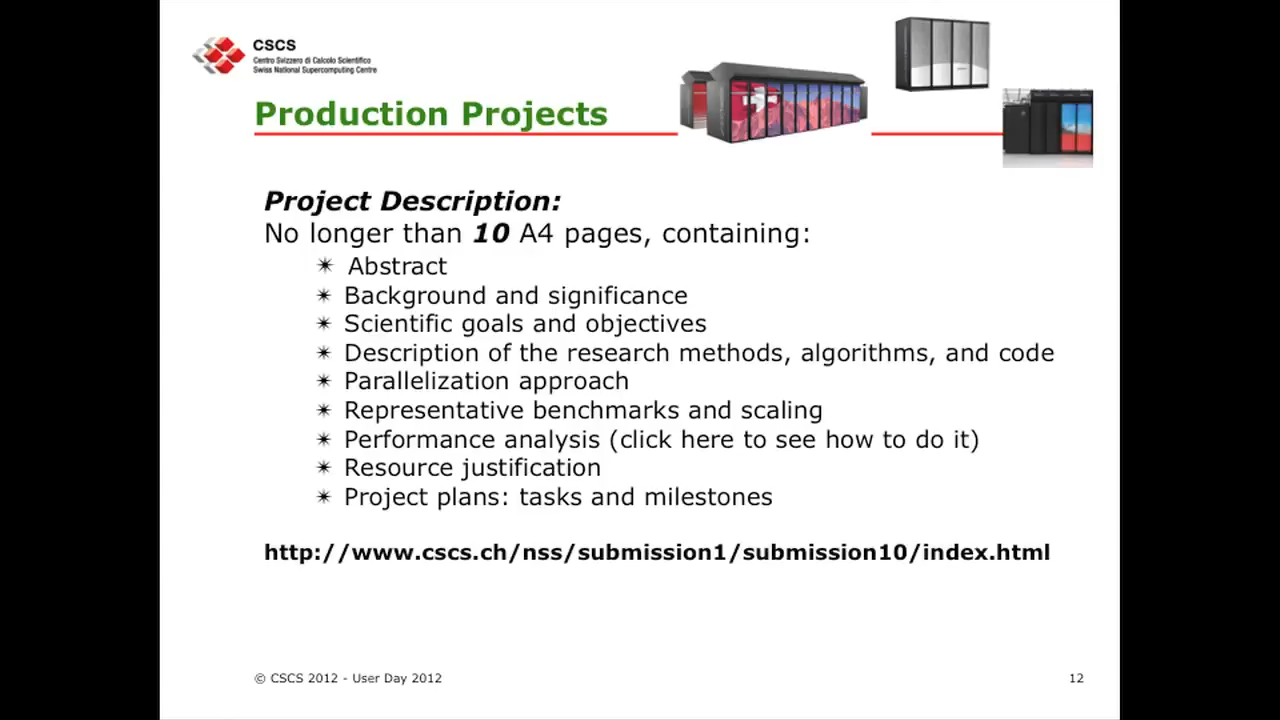 CSCS
Centro Svizzero di Calcolo Scientifico
Swiss National Supercomputing Centre
Production Projects
Project Description:
No longer than 10 A4 pages, containing:
✴ Abstract
✴ Background and significance
✴ Scientific goals and objectives
✴ Description of the research methods, algorithms, and code
✴ Parallelization approach
✴ Representative benchmarks and scaling
✴ Performance analysis (click here to see how to do it)
✴ Resource justification
✴ Project plans: tasks and milestones
http://www.cscs.ch/nss/submission1/submission10/index.html
© CSCS 2012 - User Day 2012
12